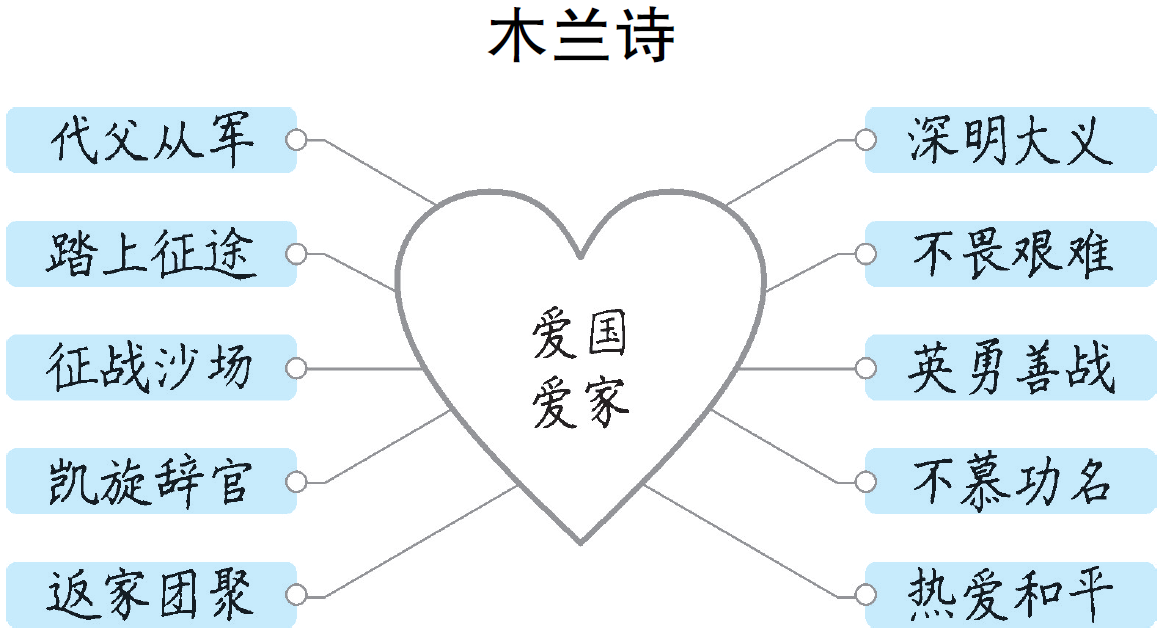 木兰诗
代父从军
踏上征途
征战沙场
凯旋辞官
返家团聚
爱国
爱家
深明大义
不畏艰难
英勇善战
不慕功名
热爱和平